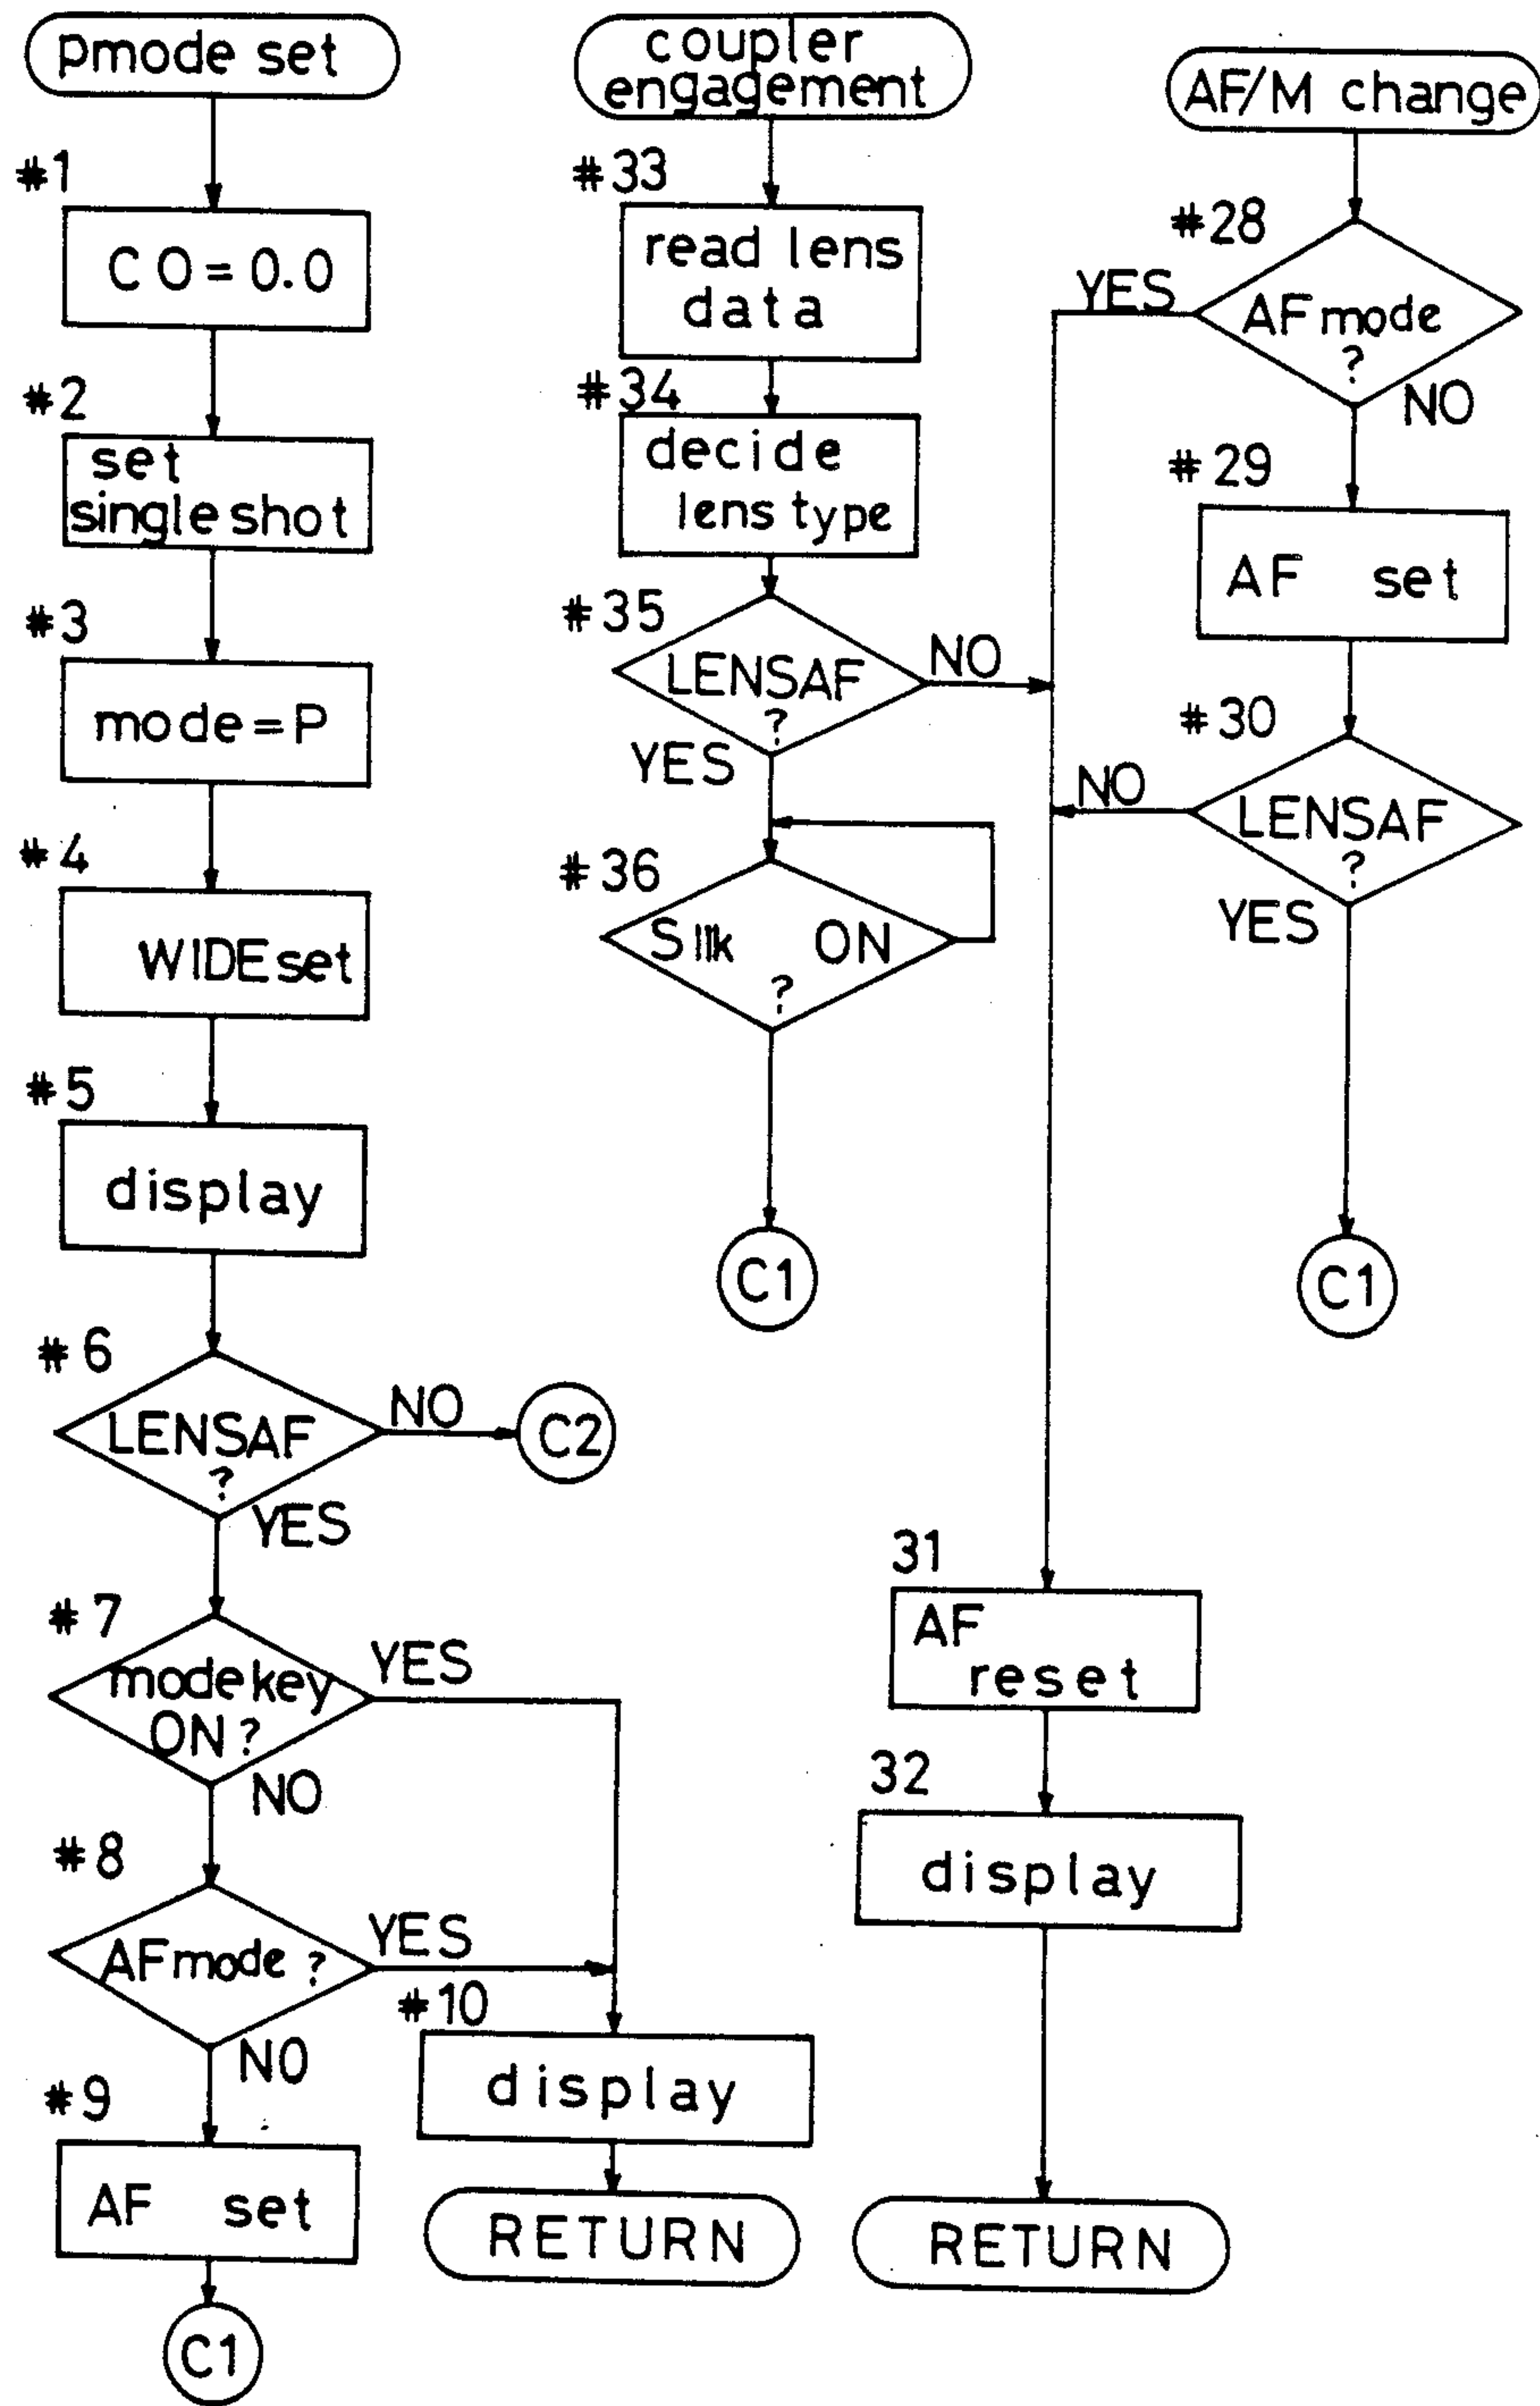 pmode set
#1
CO=0.0
#2
set
single shot
#3
mode=P
#4
WIDE set
#5
display
#6
LENSAF
?
NO
C2
YES
#7
mode key
ON?
YES
NO
#8
AFmode ?
YES
NO
#9
AF set
C1
#10
display
RETURN
coupler
engagement
#33
read lens
data
#34
decide
lens type
#35
LENSAF
?
NO
YES
#36
ON
?
C1
AF/M change
#28
AF mode
?
YES
NO
#29
AF set
#30
LENSAF
?
NO
YES
C1
31
AF
reset
32
display
RETURN